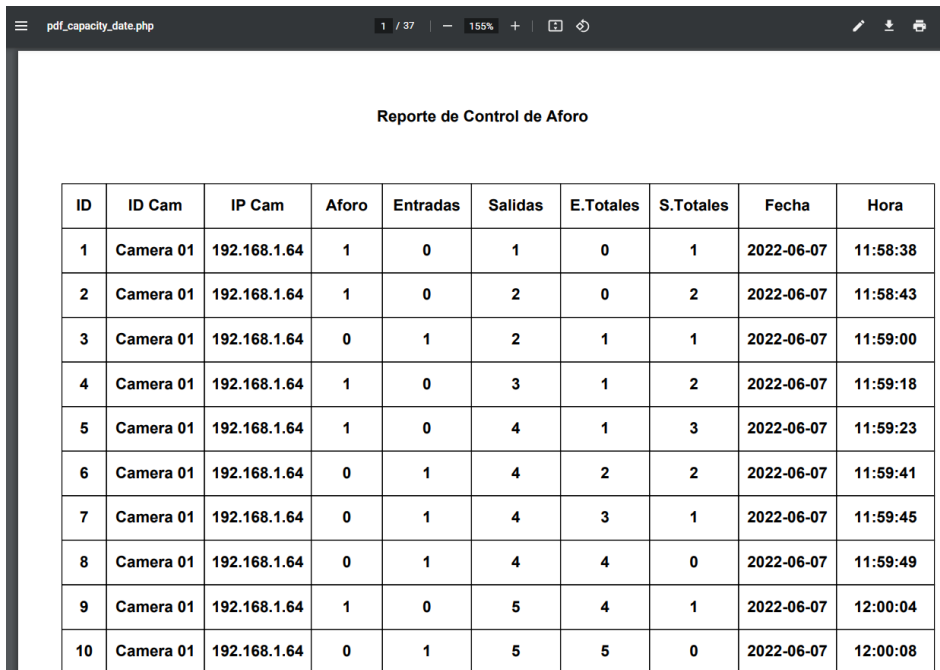 pdf_capacity_date.php 1 / 37 155%
Reporte de Control de Aforo
ID ID Cam IP Cam Aforo Entradas Salidas E.Totales S.Totales Fecha Hora
1 Camera 01 192.168.1.64 1 0 1 0 1 2022-06-07 11:58:38
2 Camera 01 192.168.1.64 1 0 2 0 2 2022-06-07 11:58:43
3 Camera 01 192.168.1.64 0 1 2 1 1 2022-06-07 11:59:00
4 Camera 01 192.168.1.64 1 0 3 1 2 2022-06-07 11:59:18
5 Camera 01 192.168.1.64 1 0 4 1 3 2022-06-07 11:59:23
6 Camera 01 192.168.1.64 0 1 4 2 2 2022-06-07 11:59:41
7 Camera 01 192.168.1.64 0 1 4 3 1 2022-06-07 11:59:45
8 Camera 01 192.168.1.64 0 1 4 4 0 2022-06-07 11:59:49
9 Camera 01 192.168.1.64 1 0 5 4 1 2022-06-07 12:00:04
10 Camera 01 192.168.1.64 0 1 5 5 0 2022-06-07 12:00:08